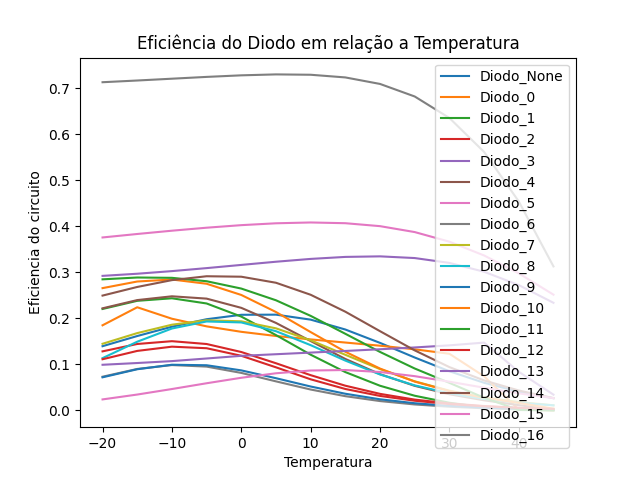 Eficiência do Diodo em relação a Temperatura
Eficiencia do circuito
0.7
0.6
0.5
0.4
0.3
0.2
0.1
0.0
−20
−10
0
10
20
30
40
Temperatura
Diodo_None
Diodo_0
Diodo_1
Diodo_2
Diodo_3
Diodo_4
Diodo_5
Diodo_6
Diodo_7
Diodo_8
Diodo_9
Diodo_10
Diodo_11
Diodo_12
Diodo_13
Diodo_14
Diodo_15
Diodo_16